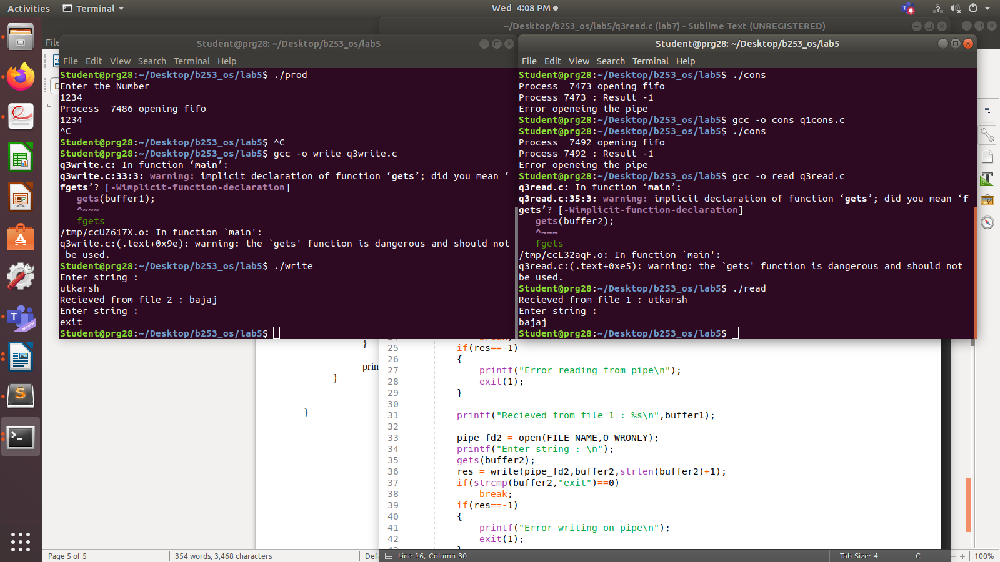 Activities Terminal Wed 4:08 PM
~/Desktop/b253_os/lab5/q3read.c (lab7) - Sublime Text (UNREGISTERED)
File
Student@prg28: ~/Desktop/b253_os/lab5
File Edit View Search Terminal Help
Student@prg28:~/Desktop/b253_os/lab5$ ./prod
Enter the Number
1234
Process  7486 opening fifo
1234
^C
Student@prg28:~/Desktop/b253_os/lab5$ ^C
Student@prg28:~/Desktop/b253_os/lab5$ gcc -o write q3write.c
q3write.c: In function ‘main’:
q3write.c:33:3: warning: implicit declaration of function ‘gets’; did you mean ‘
fgets’? [-Wimplicit-function-declaration]
   gets(buffer1);
   ^~~~
   fgets
/tmp/ccUZ617X.o: In function `main':
q3write.c:(.text+0x9e): warning: the `gets' function is dangerous and should not
 be used.
Student@prg28:~/Desktop/b253_os/lab5$ ./write
Enter string :
utkarsh
Recieved from file 2 : bajaj
Enter string :
exit
Student@prg28:~/Desktop/b253_os/lab5$
Student@prg28: ~/Desktop/b253_os/lab5
File Edit View Search Terminal Help
Student@prg28:~/Desktop/b253_os/lab5$ ./cons
Process  7473 opening fifo
Process 7473 : Result -1
Error openeing the pipe
Student@prg28:~/Desktop/b253_os/lab5$ gcc -o cons q1cons.c
Student@prg28:~/Desktop/b253_os/lab5$ ./cons
Process  7492 opening fifo
Process 7492 : Result -1
Error openeing the pipe
Student@prg28:~/Desktop/b253_os/lab5$ gcc -o read q3read.c
q3read.c: In function ‘main’:
q3read.c:35:3: warning: implicit declaration of function ‘gets’; did you mean ‘f
gets’? [-Wimplicit-function-declaration]
   gets(buffer2);
   ^~~~
   fgets
/tmp/ccL32aqF.o: In function `main':
q3read.c:(.text+0xe5): warning: the `gets' function is dangerous and should not
be used.
Student@prg28:~/Desktop/b253_os/lab5$ ./read
Recieved from file 1 : utkarsh
Enter string :
bajaj
Student@prg28:~/Desktop/b253_os/lab5$
}
prin
}
}
25 if(res==-1)
26 {
27 printf("Error reading from pipe\n");
28 exit(1);
29 }
30
31 printf("Recieved from file 1 : %s\n",buffer1);
32
33 pipe_fd2 = open(FILE_NAME,O_WRONLY);
34 printf("Enter string : \n");
35 gets(buffer2);
36 res = write(pipe_fd2,buffer2,strlen(buffer2)+1);
37 if(strcmp(buffer2,"exit")==0)
38 break;
39 if(res==-1)
40 {
41 printf("Error writing on pipe\n");
42 exit(1);
Page 5 of 5 354 words, 3,468 characters Defa
Line 16, Column 30 Tab Size: 4 C
100%